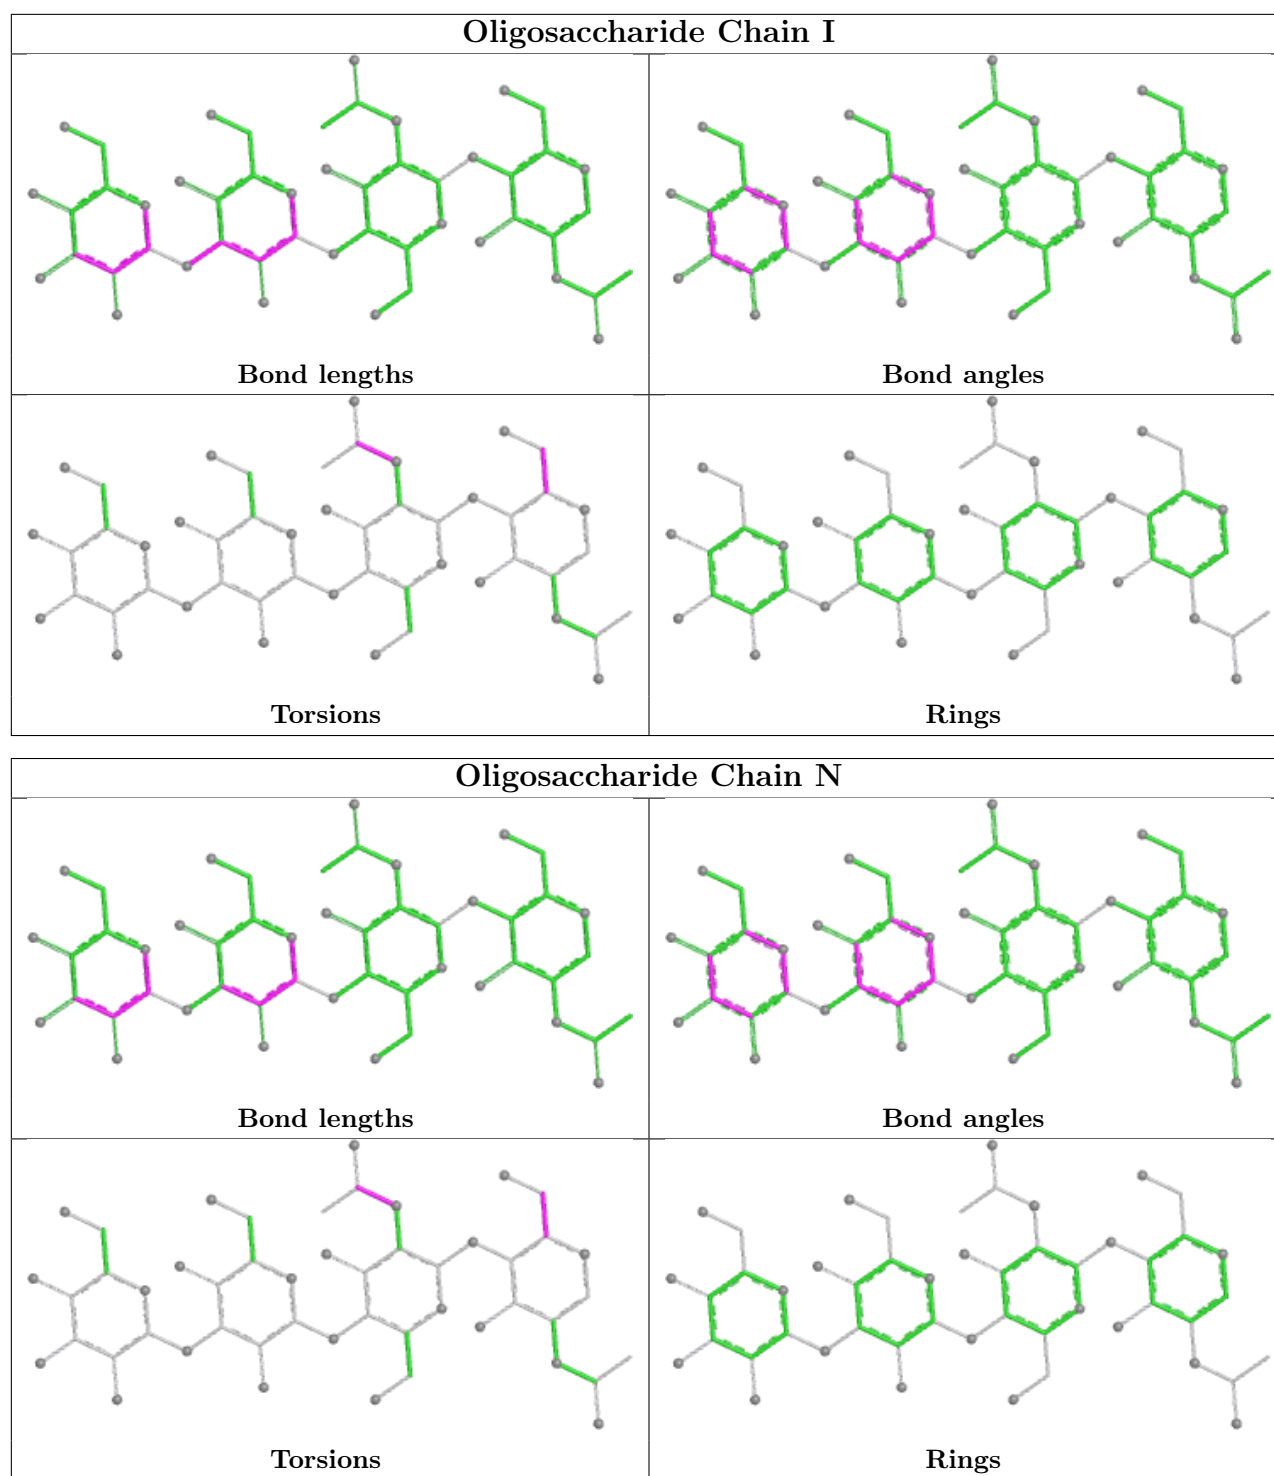 Oligosaccharide Chain I
Bond lengths
Bond angles
Torsions
Rings
Oligosaccharide Chain N
Bond lengths
Bond angles
Torsions
Rings